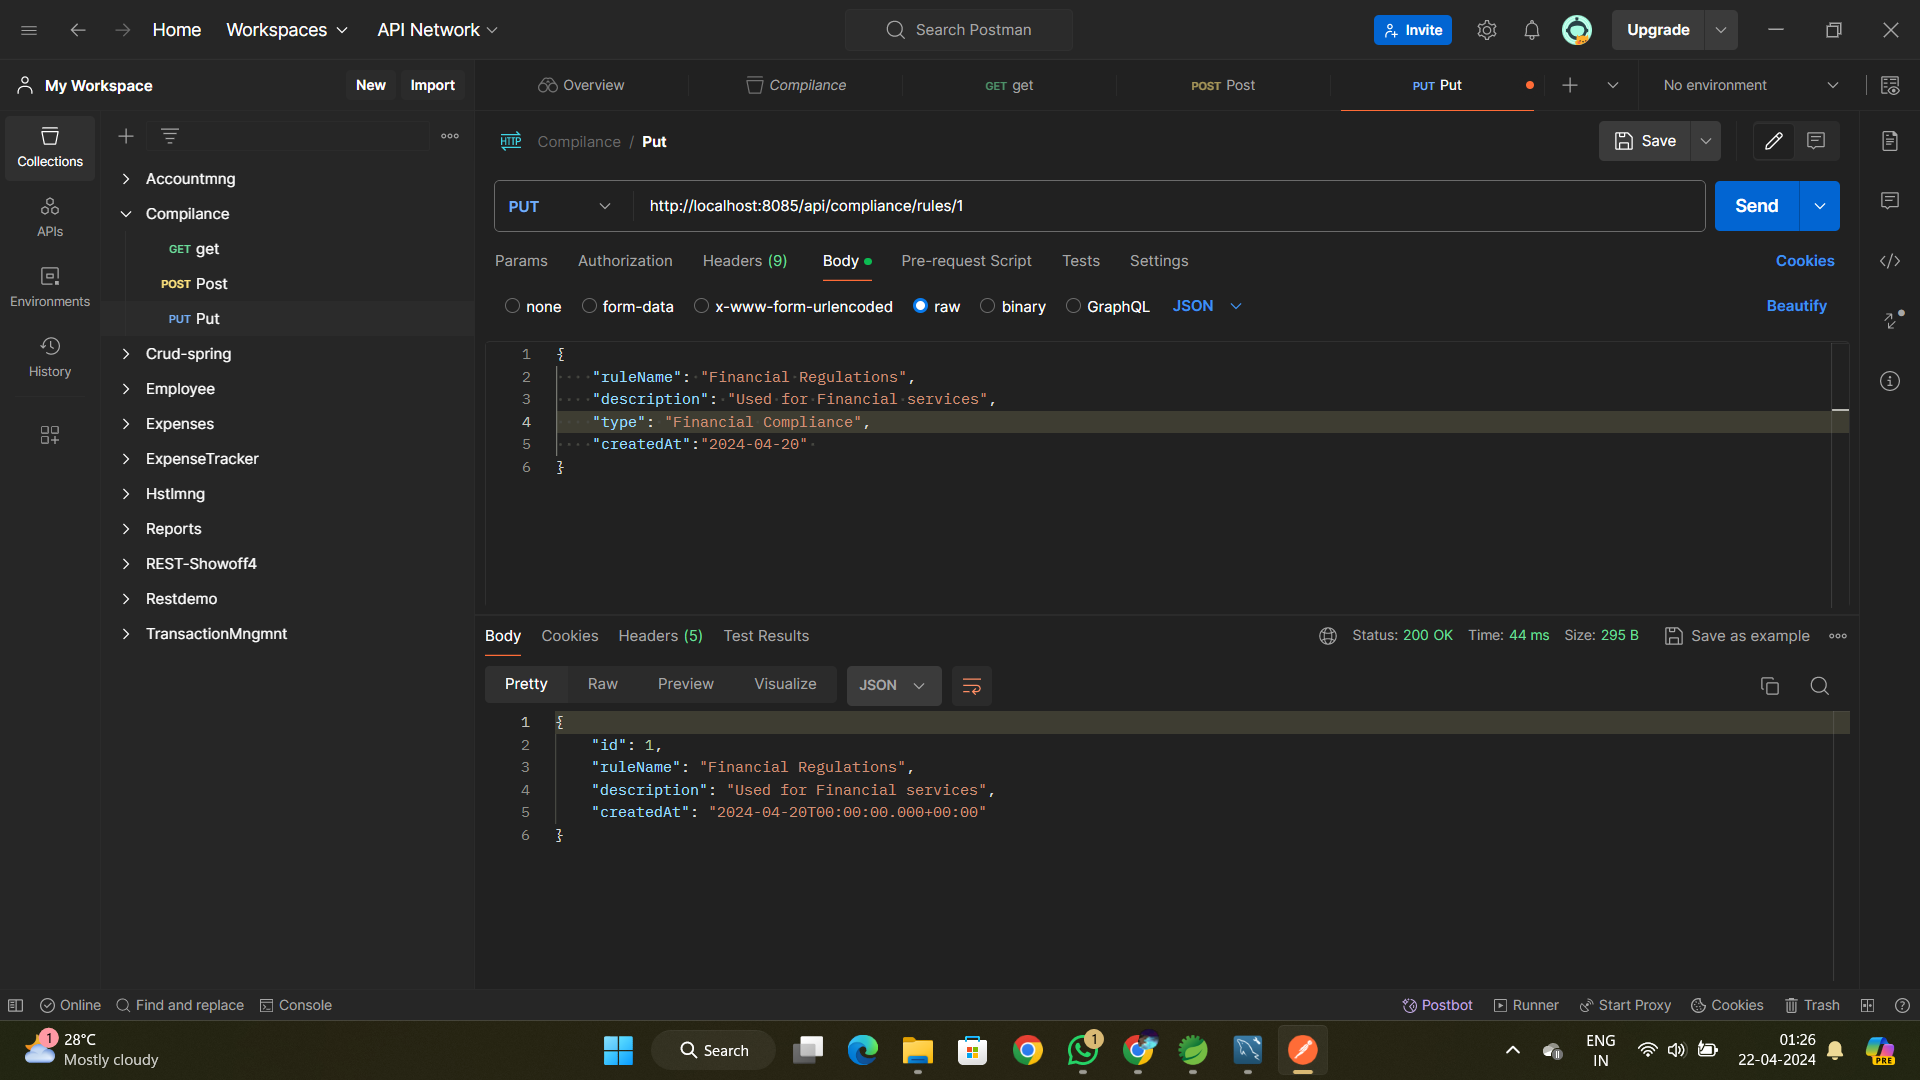 Home Workspaces API Network Search Postman Invite Upgrade
My Workspace New Import Overview Compilance GET get POST Post PUT Put No environment
Collections
APIs
Environments
History
Accountmng
Compilance
GET get
POST Post
PUT Put
Crud-spring
Employee
Expenses
ExpenseTracker
Hstlmng
Reports
REST-Showoff4
Restdemo
TransactionMngmnt
HTTP Compilance / Put Save
PUT http://localhost:8085/api/compliance/rules/1 Send
Params Authorization Headers (9) Body Pre-request Script Tests Settings Cookies
none form-data x-www-form-urlencoded raw binary GraphQL JSON Beautify
1 {
2 "ruleName": "Financial Regulations",
3 "description": "Used for Financial services",
4 "type": "Financial Compliance",
5 "createdAt":"2024-04-20"
6 }
Body Cookies Headers (5) Test Results Status: 200 OK Time: 44 ms Size: 295 B Save as example
Pretty Raw Preview Visualize JSON
1 {
2 "id": 1,
3 "ruleName": "Financial Regulations",
4 "description": "Used for Financial services",
5 "createdAt": "2024-04-20T00:00:00.000+00:00"
6 }
Online Find and replace Console Postbot Runner Start Proxy Cookies Trash
1 28°C
Mostly cloudy
Search
1
ENG
IN
01:26
22-04-2024
PRE